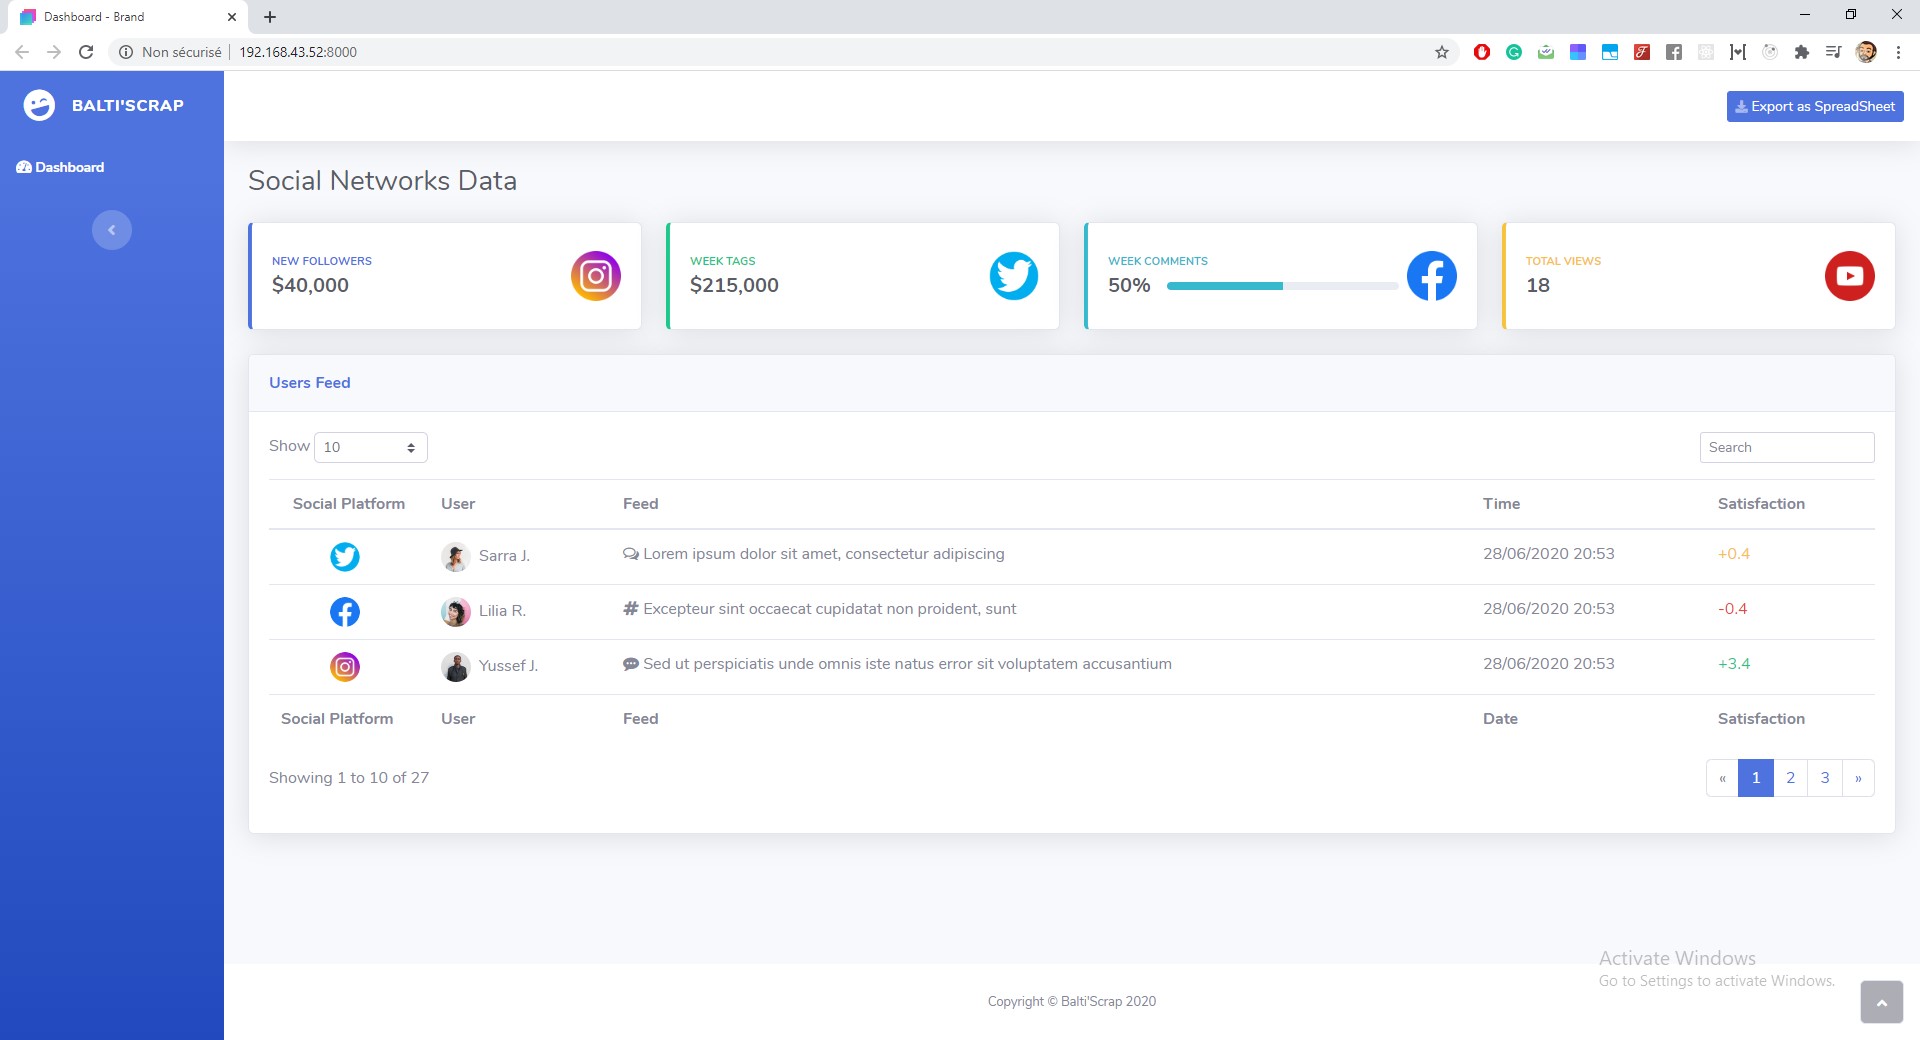 Dashboard - Brand
Non sécurisé | 192.168.43.52:8000
BALTI'SCRAP
Export as SpreadSheet
Dashboard
Social Networks Data
NEW FOLLOWERS
$40,000
WEEK TAGS
$215,000
WEEK COMMENTS
50%
TOTAL VIEWS
18
Users Feed
Show 10
Search
Social Platform User Feed Time Satisfaction
Sarra J. Lorem ipsum dolor sit amet, consectetur adipiscing 28/06/2020 20:53 +0.4
Lilia R. # Excepteur sint occaecat cupidatat non proident, sunt 28/06/2020 20:53 -0.4
Yussef J. Sed ut perspiciatis unde omnis iste natus error sit voluptatem accusantium 28/06/2020 20:53 +3.4
Social Platform User Feed Date Satisfaction
Showing 1 to 10 of 27
« 1 2 3 »
Activate Windows
Go to Settings to activate Windows.
Copyright © Balti'Scrap 2020